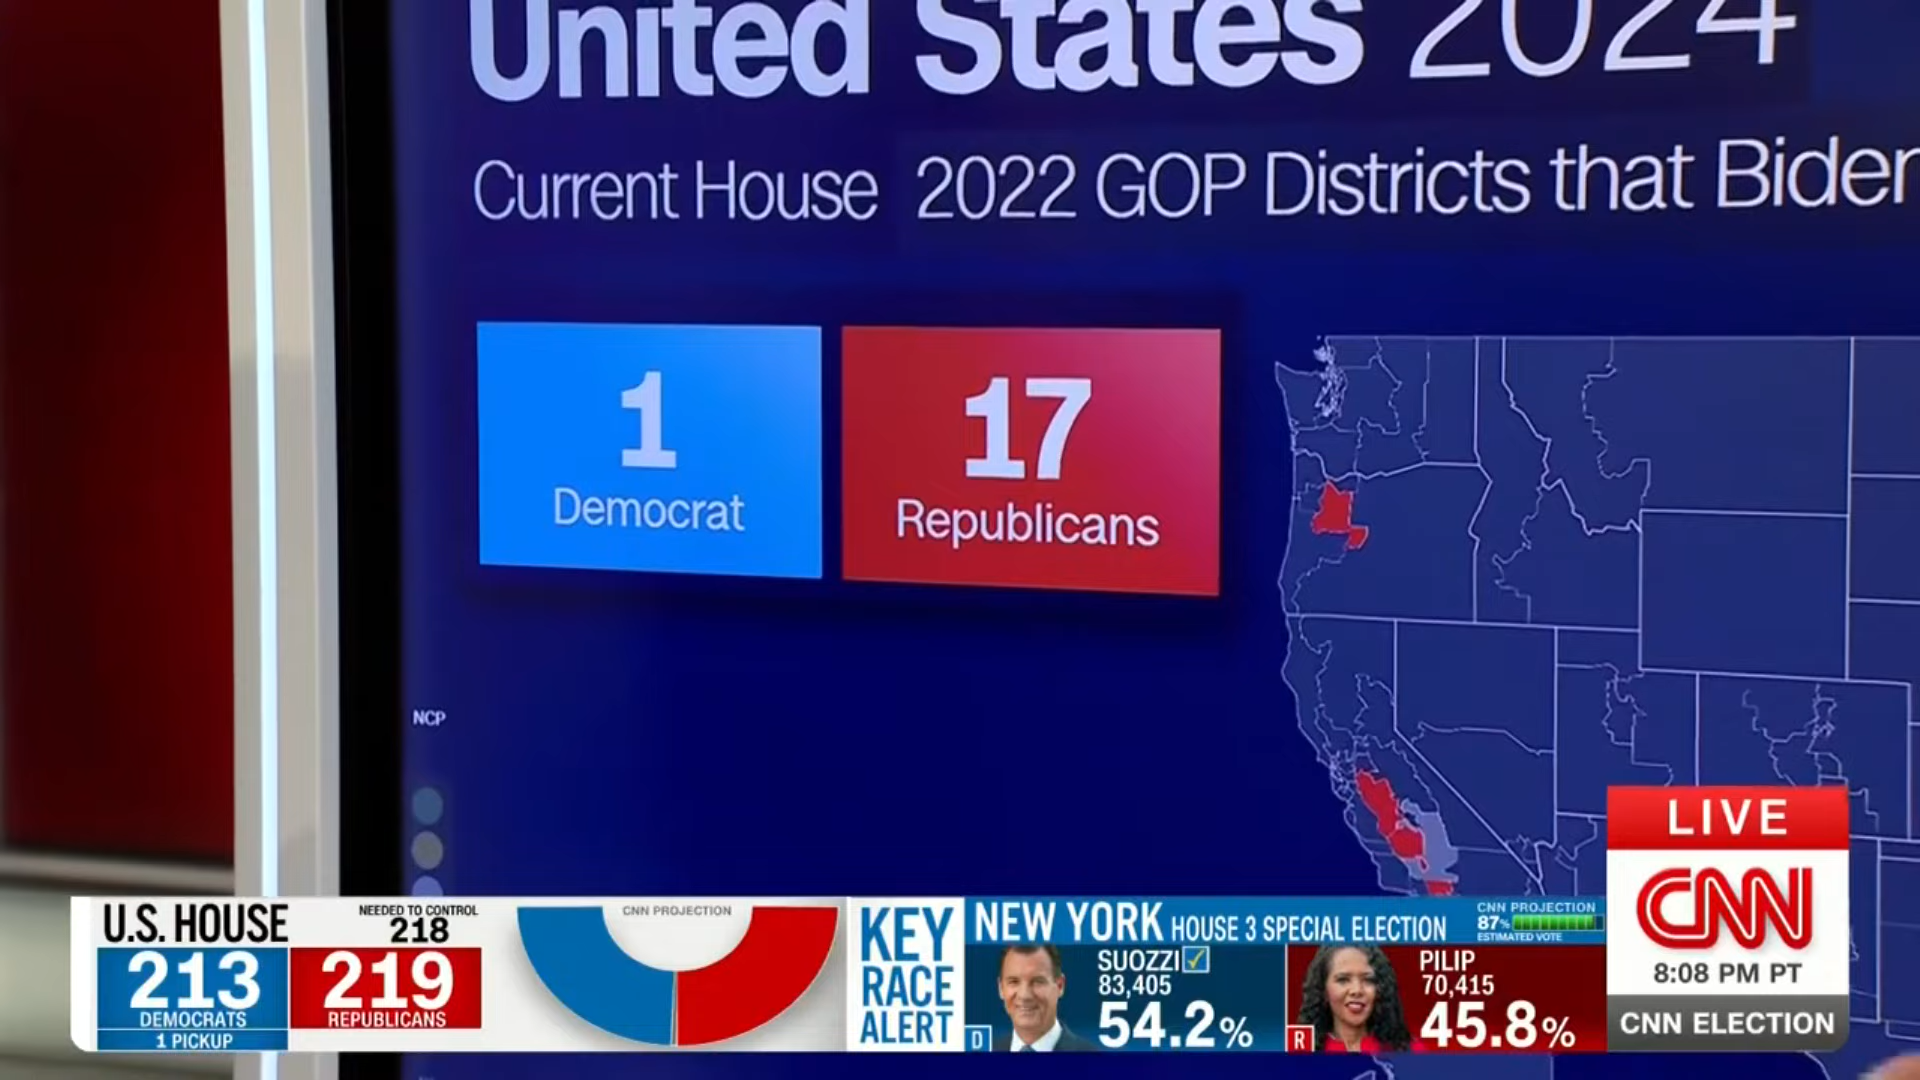 United States 2024
Current House 2022 GOP Districts that Biden
1
Democrat
17
Republicans
NCP
U.S. HOUSE
NEEDED TO CONTROL
218
213
DEMOCRATS
1 PICKUP
219
REPUBLICANS
CNN PROJECTION
KEY
RACE
ALERT
NEW YORK HOUSE 3 SPECIAL ELECTION
CNN PROJECTION
87%
ESTIMATED VOTE
SUOZZI
83,405
54.2%
D
PILIP
70,415
45.8%
R
LIVE
CNN
8:08 PM PT
CNN ELECTION